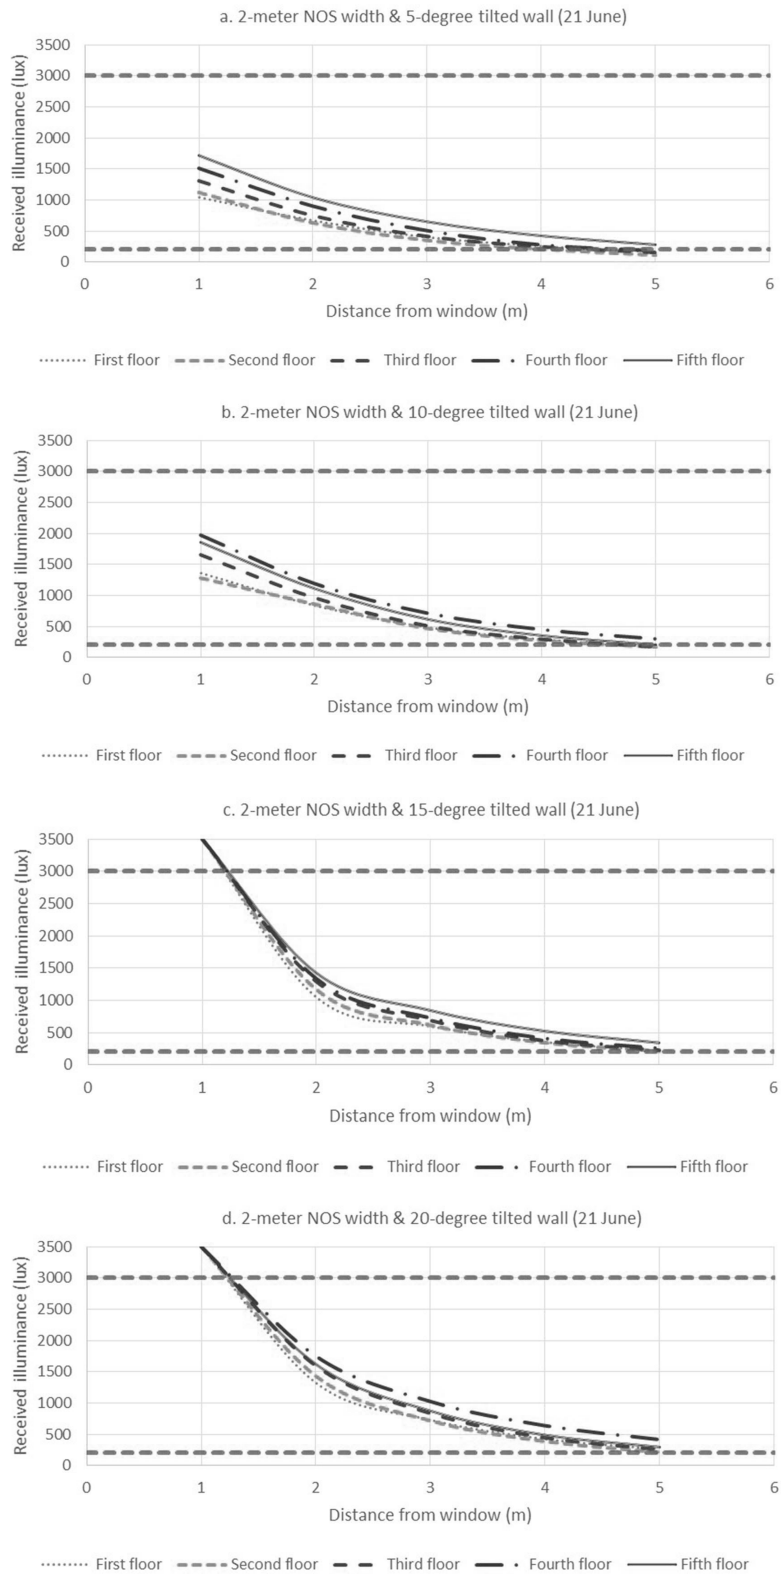 a. 2-meter NOS width & 5-degree tilted wall (21 June)
3500
3000
2500
2000
1500
1000
500
0
Received illuminance (lux)
0 1 2 3 4 5 6
Distance from window (m)
First floor Second floor Third floor Fourth floor Fifth floor
b. 2-meter NOS width & 10-degree tilted wall (21 June)
3500
3000
2500
2000
1500
1000
500
0
Received illuminance (lux)
0 1 2 3 4 5 6
Distance from window (m)
First floor Second floor Third floor Fourth floor Fifth floor
c. 2-meter NOS width & 15-degree tilted wall (21 June)
3500
3000
2500
2000
1500
1000
500
0
Received illuminance (lux)
0 1 2 3 4 5 6
Distance from window (m)
First floor Second floor Third floor Fourth floor Fifth floor
d. 2-meter NOS width & 20-degree tilted wall (21 June)
3500
3000
2500
2000
1500
1000
500
0
Received illuminance (lux)
0 1 2 3 4 5 6
Distance from window (m)
First floor Second floor Third floor Fourth floor Fifth floor